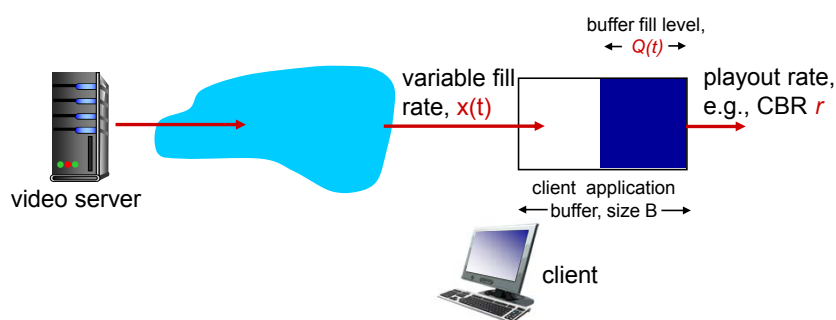 buffer fill level,
Q(t)
variable fill
rate, x(t)
playout rate,
e.g., CBR r
video server
client application
buffer, size B
client